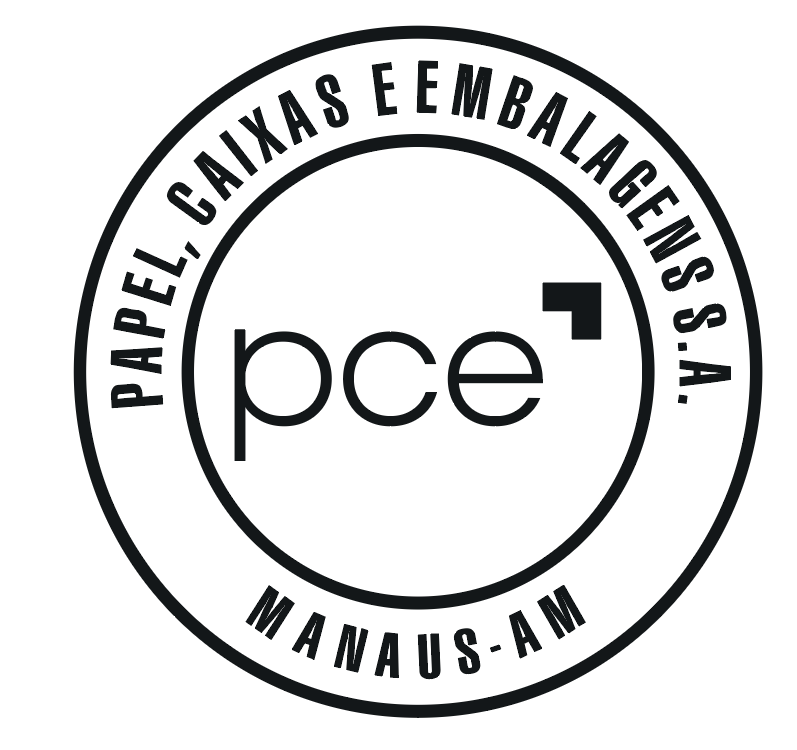 PAPEL, CAIXAS E EMBALAGENS S.A.
pce
MANAUS-AM